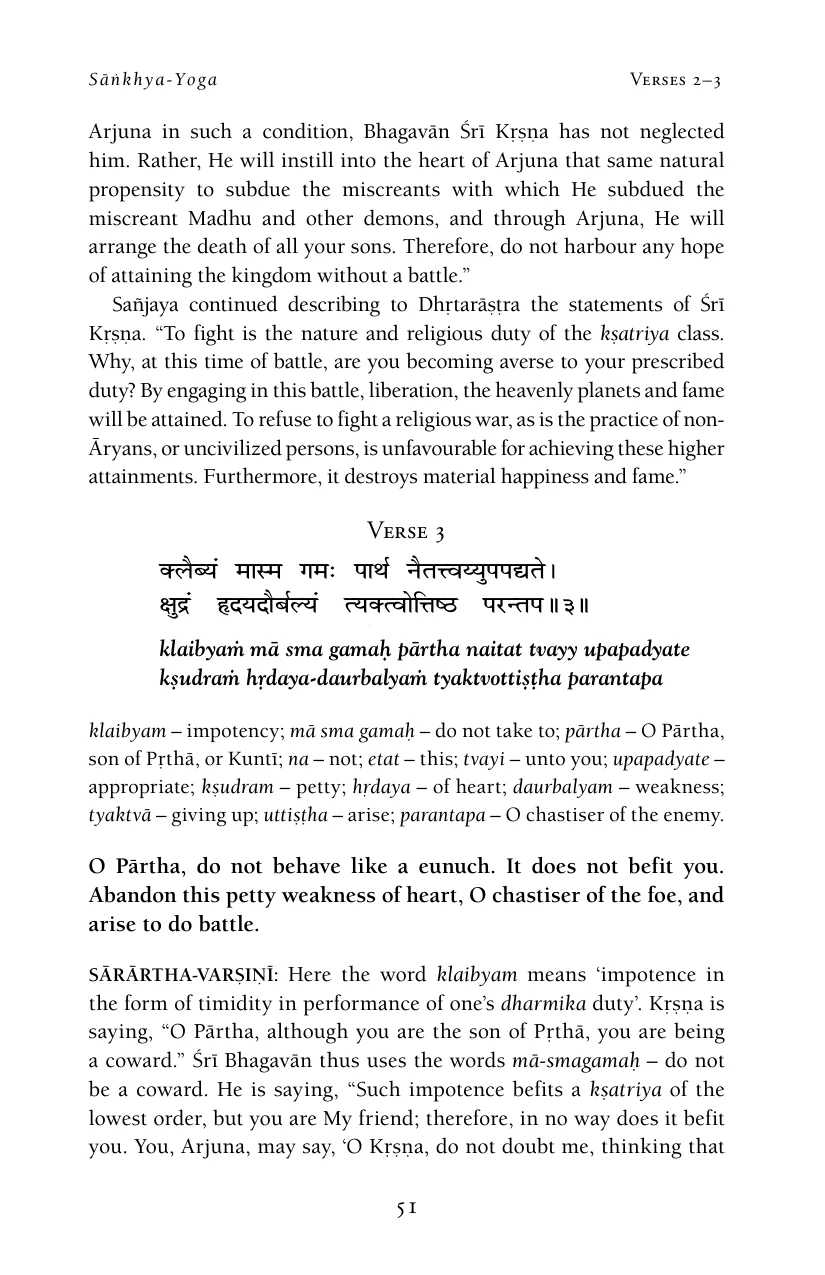 Sāṅkhya-Yoga Verses 2–3
Arjuna in such a condition, Bhagavān Śrī Kṛṣṇa has not neglected
him. Rather, He will instill into the heart of Arjuna that same natural
propensity to subdue the miscreants with which He subdued the
miscreant Madhu and other demons, and through Arjuna, He will
arrange the death of all your sons. Therefore, do not harbour any hope
of attaining the kingdom without a battle.”
Sañjaya continued describing to Dhṛtarāṣṭra the statements of Śrī
Kṛṣṇa. “To fight is the nature and religious duty of the kṣatriya class.
Why, at this time of battle, are you becoming averse to your prescribed
duty? By engaging in this battle, liberation, the heavenly planets and fame
will be attained. To refuse to fight a religious war, as is the practice of non-
Āryans, or uncivilized persons, is unfavourable for achieving these higher
attainments. Furthermore, it destroys material happiness and fame.”
Verse 3
क्लैब्यं मास्म गमः पार्थ नैतत्त्वय्युपपद्यते।
क्षुद्रं हृदयदौर्बल्यं त्यक्त्वोत्तिष्ठ परन्तप॥३॥
klaibyaṁ mā sma gamaḥ pārtha naitat tvayy upapadyate
kṣudraṁ hṛdaya-daurbalyaṁ tyaktvottiṣṭha parantapa
klaibyam – impotency; mā sma gamaḥ – do not take to; pārtha – O Pārtha,
son of Pṛthā, or Kuntī; na – not; etat – this; tvayi – unto you; upapadyate –
appropriate; kṣudram – petty; hṛdaya – of heart; daurbalyam – weakness;
tyaktvā – giving up; uttiṣṭha – arise; parantapa – O chastiser of the enemy.
O Pārtha, do not behave like a eunuch. It does not befit you.
Abandon this petty weakness of heart, O chastiser of the foe, and
arise to do battle.
SĀRĀRTHA-VARṢIṆĪ: Here the word klaibyam means ‘impotence in
the form of timidity in performance of one’s dharmika duty’. Kṛṣṇa is
saying, “O Pārtha, although you are the son of Pṛthā, you are being
a coward.” Śrī Bhagavān thus uses the words mā-smagamaḥ – do not
be a coward. He is saying, “Such impotence befits a kṣatriya of the
lowest order, but you are My friend; therefore, in no way does it befit
you. You, Arjuna, may say, ‘O Kṛṣṇa, do not doubt me, thinking that
51